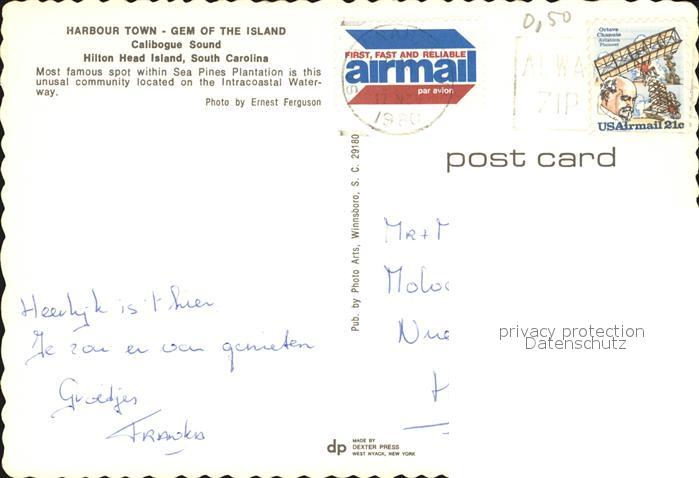 HARBOUR TOWN - GEM OF THE ISLAND
Calibogue Sound
Hilton Head Island, South Carolina
Most famous spot within Sea Pines Plantation is this
unusual community located on the Intracoastal Water-
way.
Photo by Ernest Ferguson
FIRST, FAST AND RELIABLE
airmail
par avion
1980
0,50
ZIP
Octave
Chanute
Aviation
Pioneer
USAirmail 21c
post card
Pub. by Photo Arts, Winnsboro, S. C. 29180
Mr + M
Heerlijk is 't hier
Je zou er van genieten
Groetjes
privacy protection
Datenschutz
dp
MADE BY
DEXTER PRESS
WEST NYACK, NEW YORK